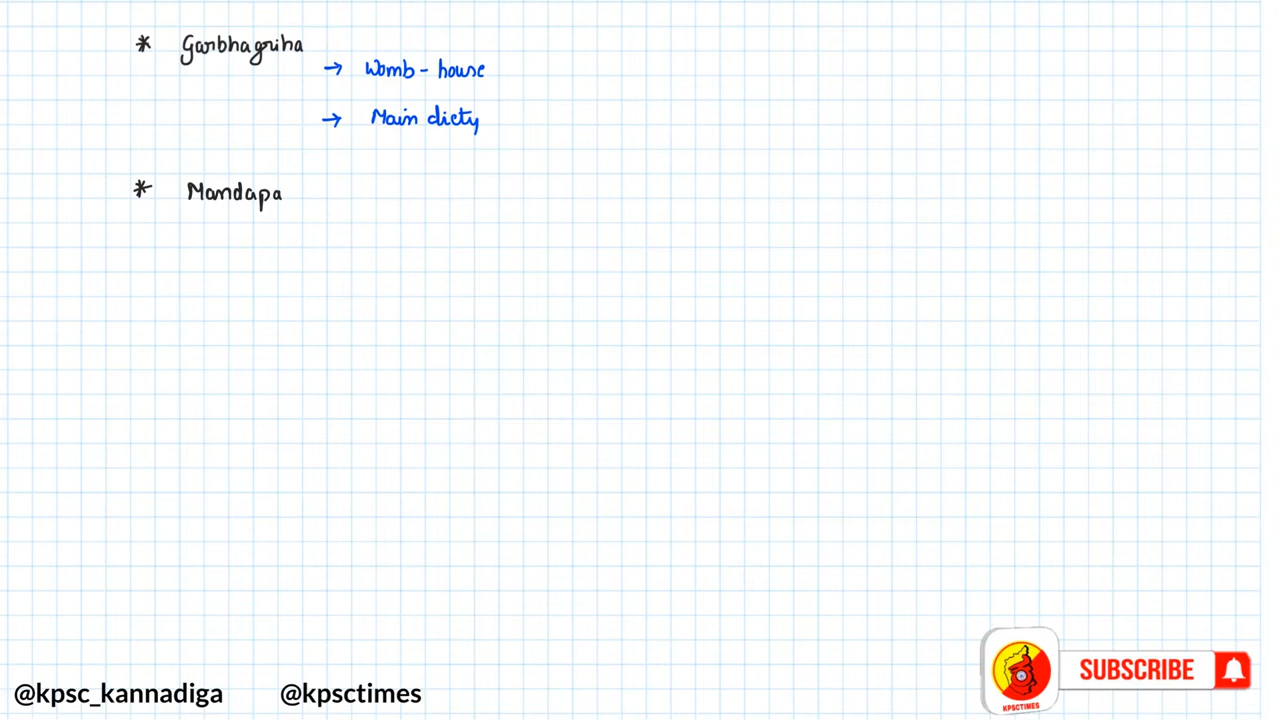 * Garbhagriha
→ Womb - house
→ Main diety
* Mandapa
@kpsc_kannadiga @kpsctimes
SUBSCRIBE
KPSCTIMES